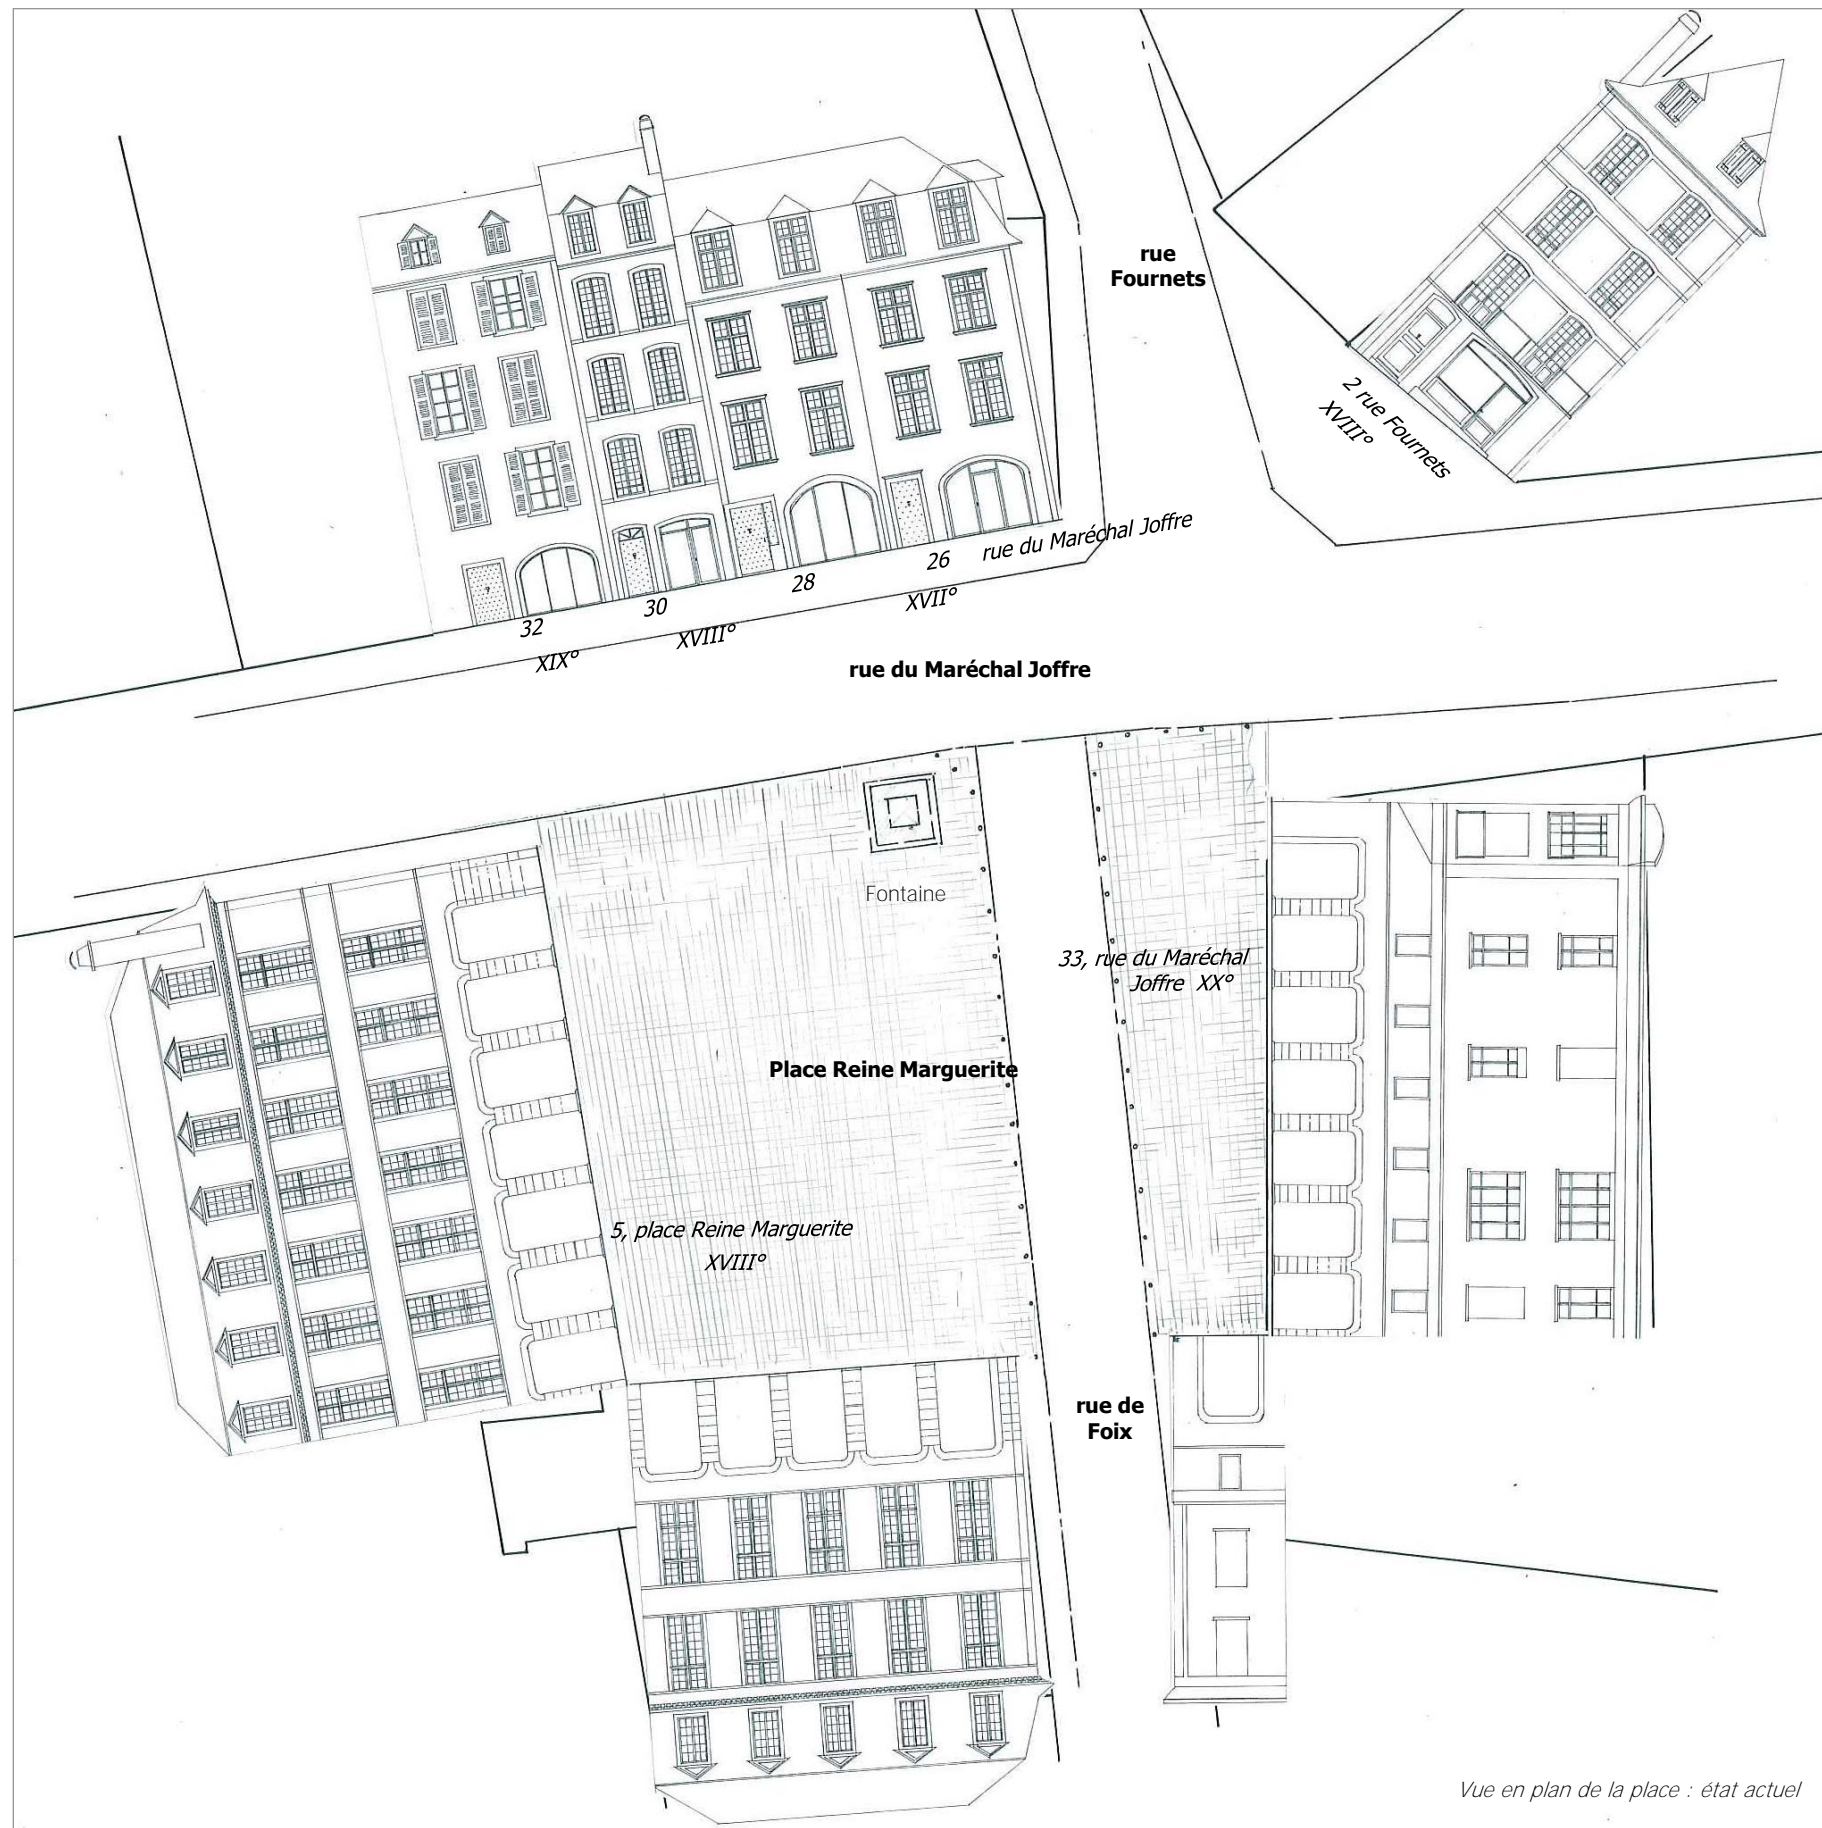 rue
Fournets
2 rue Fournets
XVIII°
rue du Maréchal Joffre
26
28
30
32
XVII°
XVIII°
XIX°
rue du Maréchal Joffre
Fontaine
33, rue du Maréchal
Joffre XX°
Place Reine Marguerite
5, place Reine Marguerite
XVIII°
rue de
Foix
Vue en plan de la place : état actuel